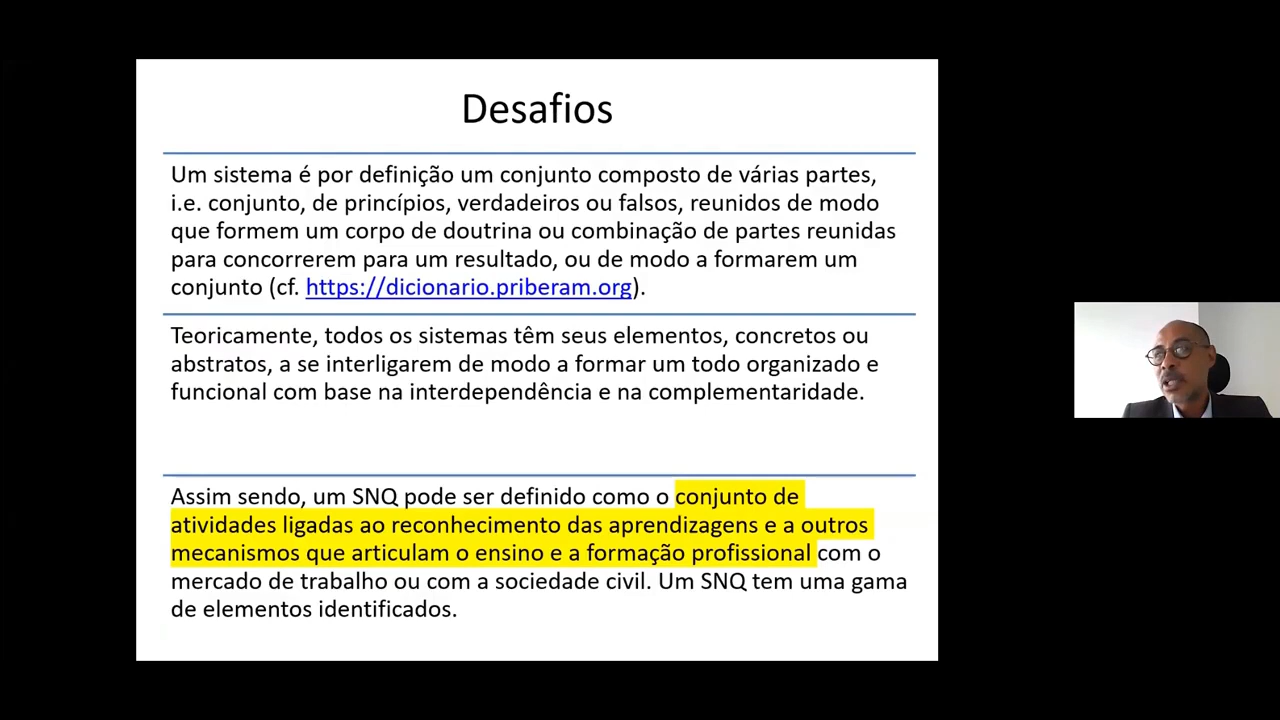 Desafios
Um sistema é por definição um conjunto composto de várias partes,
i.e. conjunto, de princípios, verdadeiros ou falsos, reunidos de modo
que formem um corpo de doutrina ou combinação de partes reunidas
para concorrerem para um resultado, ou de modo a formarem um
conjunto (cf. https://dicionario.priberam.org).
Teoricamente, todos os sistemas têm seus elementos, concretos ou
abstratos, a se interligarem de modo a formar um todo organizado e
funcional com base na interdependência e na complementaridade.
Assim sendo, um SNQ pode ser definido como o conjunto de
atividades ligadas ao reconhecimento das aprendizagens e a outros
mecanismos que articulam o ensino e a formação profissional com o
mercado de trabalho ou com a sociedade civil. Um SNQ tem uma gama
de elementos identificados.